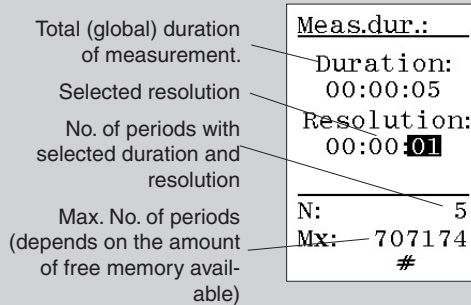 Total (global) duration
of measurement.
Selected resolution
No. of periods with
selected duration and
resolution
Max. No. of periods
(depends on the amount
of free memory avail-
able)
Meas.dur.:
Duration:
00:00:05
Resolution:
00:00:01
N: 5
Mx: 707174
#